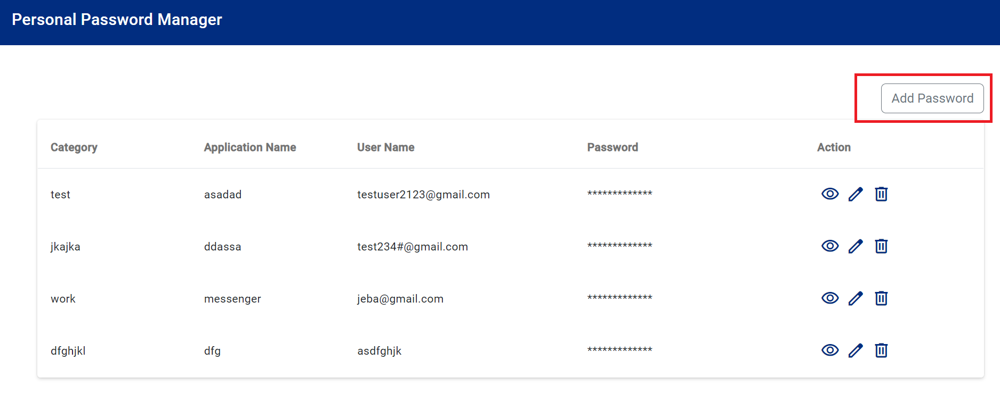 Personal Password Manager
Add Password
Category Application Name User Name Password Action
test asadad testuser2123@gmail.com *************
jkajka ddassa test234#@gmail.com *************
work messenger jeba@gmail.com *************
dfghjkl dfg asdfghjk *************